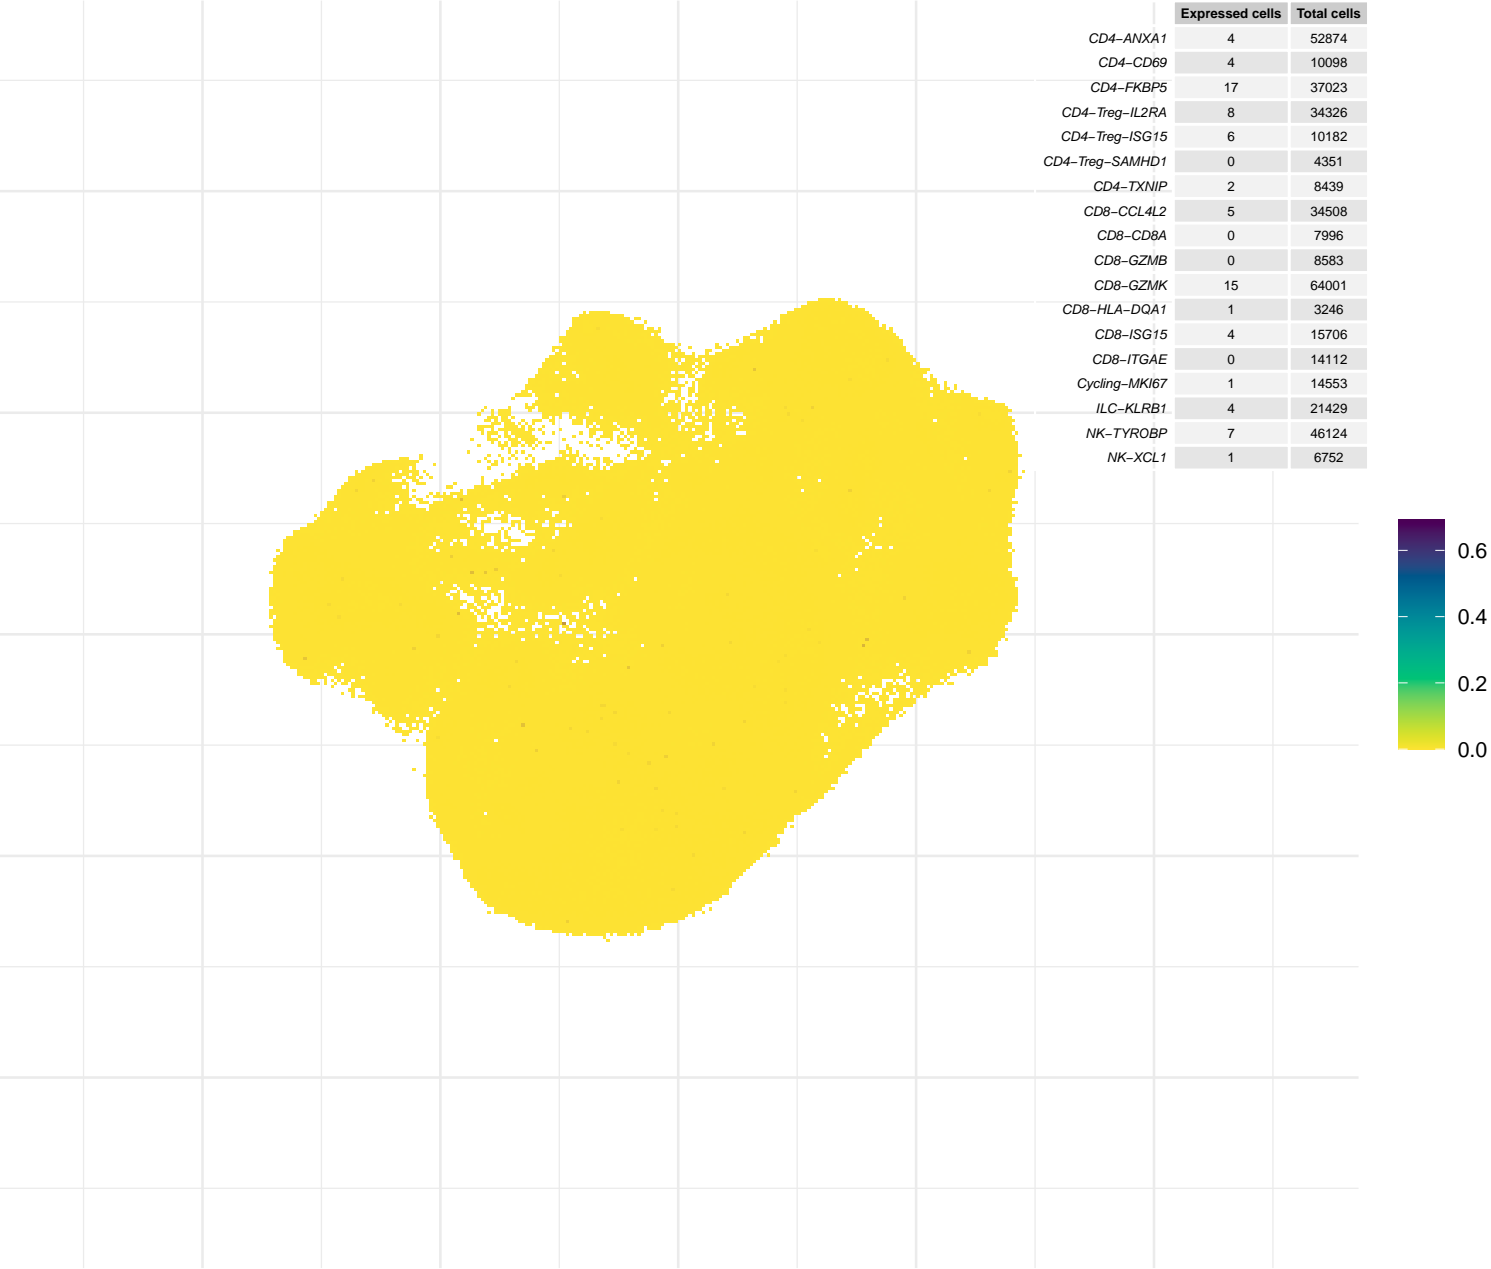 Expressed cells Total cells
CD4−ANXA1 4 52874
CD4−CD69 4 10098
CD4−FKBP5 17 37023
CD4−Treg−IL2RA 8 34326
CD4−Treg−ISG15 6 10182
CD4−Treg−SAMHD1 0 4351
CD4−TXNIP 2 8439
CD8−CCL4L2 5 34508
CD8−CD8A 0 7996
CD8−GZMB 0 8583
CD8−GZMK 15 64001
CD8−HLA−DQA1 1 3246
CD8−ISG15 4 15706
CD8−ITGAE 0 14112
Cycling−MKI67 1 14553
ILC−KLRB1 4 21429
NK−TYROBP 7 46124
NK−XCL1 1 6752
0.6
0.4
0.2
0.0